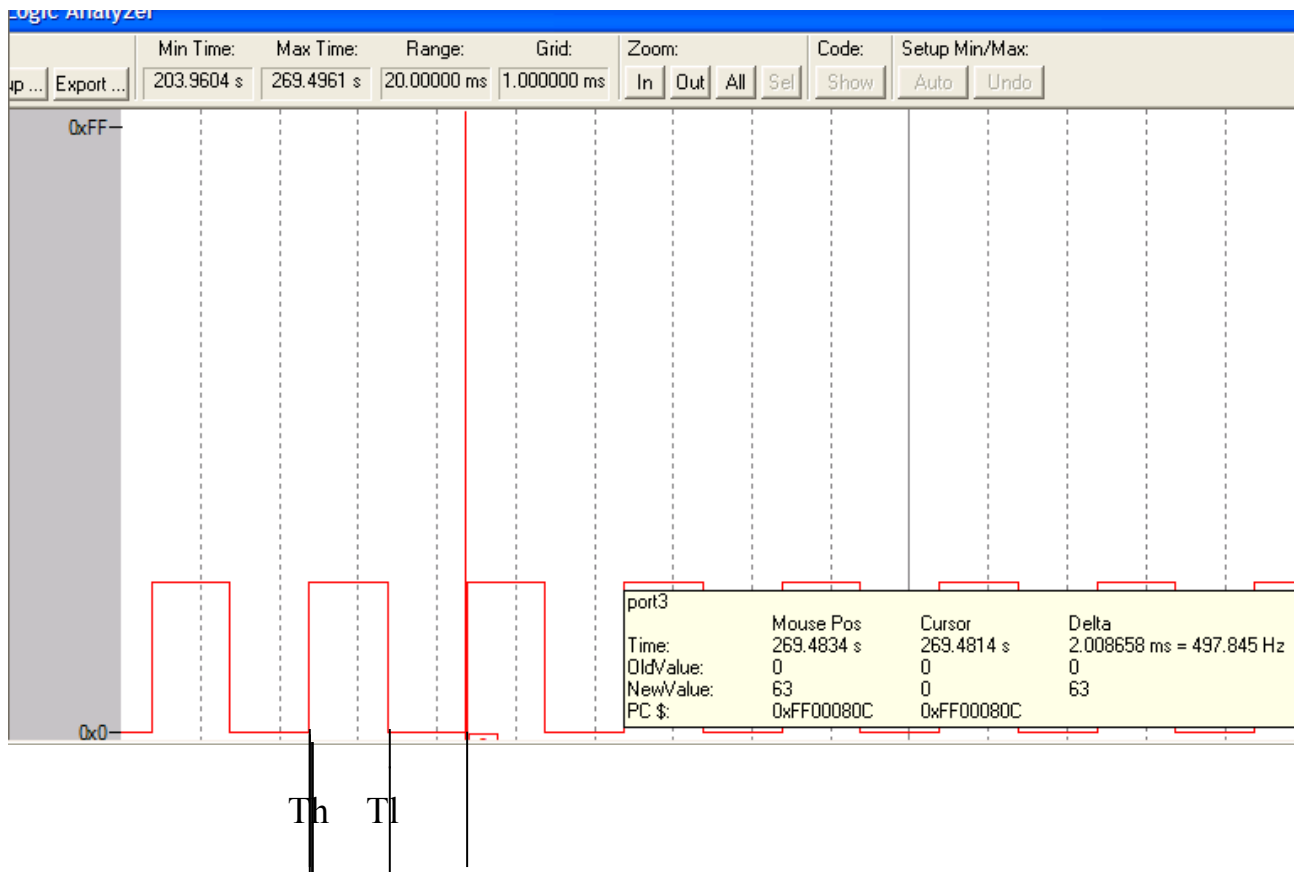 Logic Analyzer
Min Time: Max Time: Range: Grid: Zoom: Code: Setup Min/Max:
up ... Export ... 203.9604 s 269.4961 s 20.00000 ms 1.000000 ms In Out All Sel Show Auto Undo
0xFF
port3
Mouse Pos Cursor Delta
Time: 269.4834 s 269.4814 s 2.008658 ms = 497.845 Hz
OldValue: 0 0 0
NewValue: 63 0 63
PC $: 0xFF00080C 0xFF00080C
0x0
Th Tl